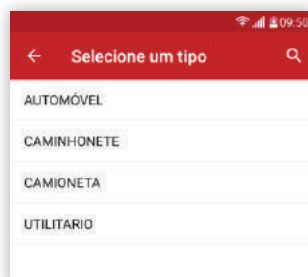 09:50
Selecione um tipo
AUTOMÓVEL
CAMINHONETE
CAMIONETA
UTILITARIO